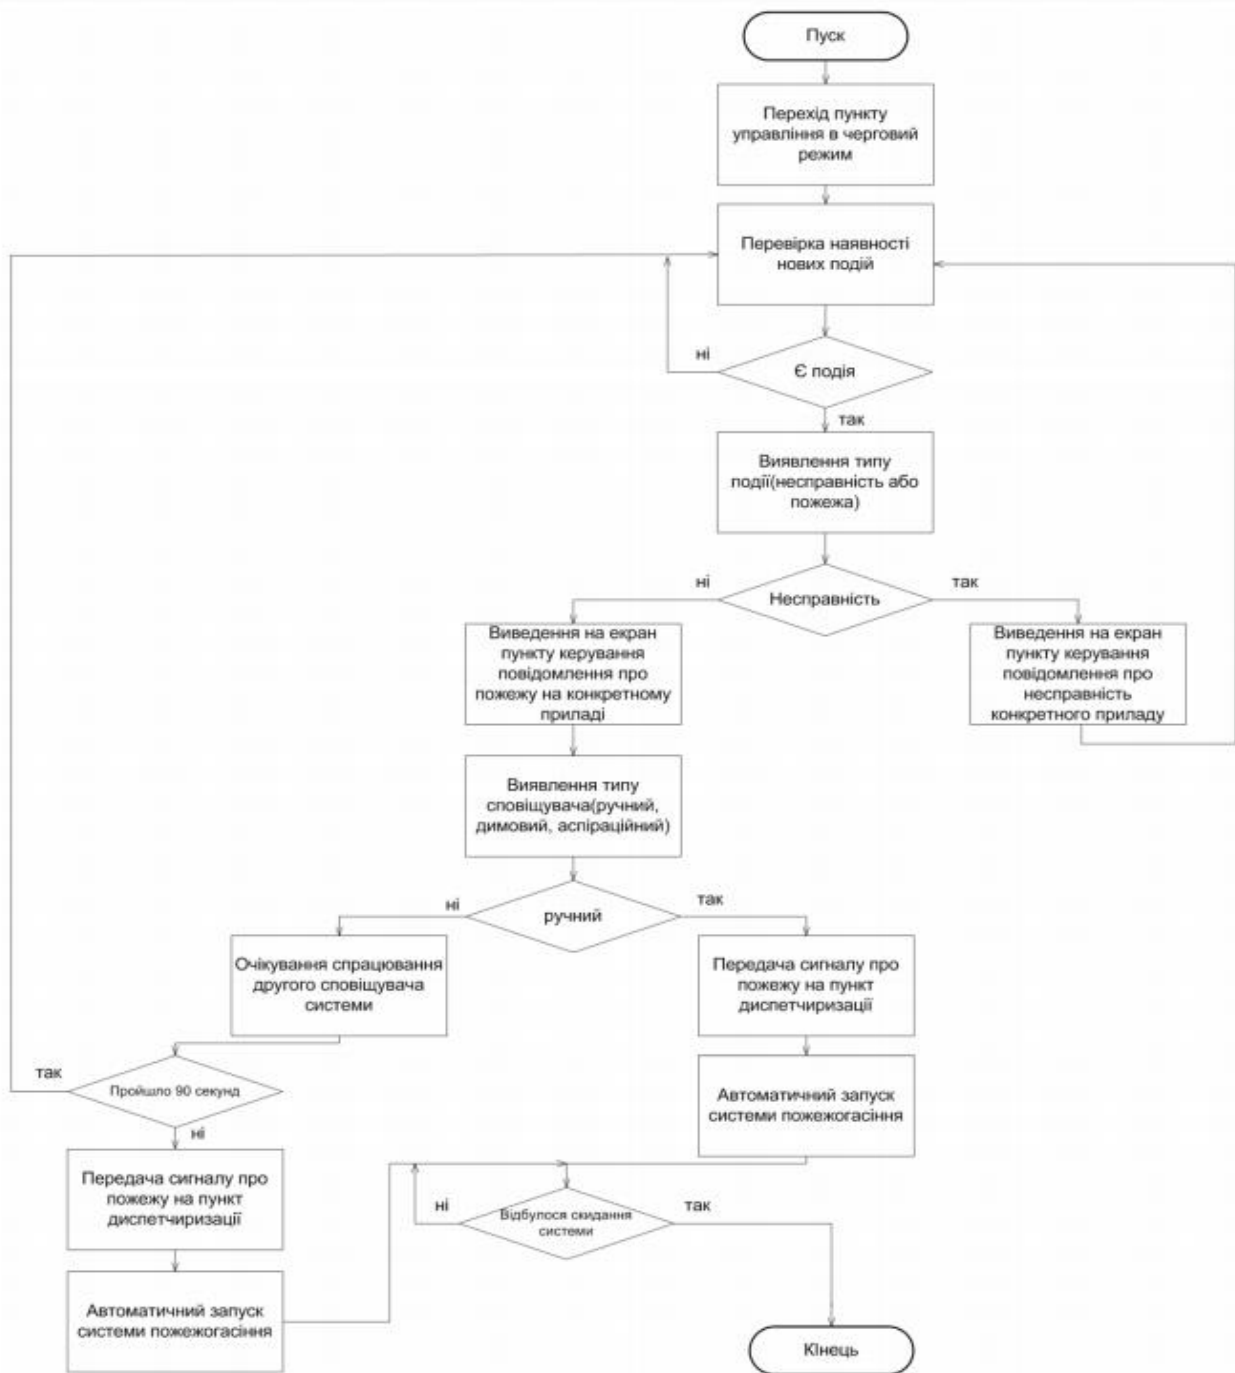 Пуск
Перехід пункту
управління в черговий
режим
Перевірка наявності
нових подій
ні
Є подія
так
Виявлення типу
події(несправність або
пожежа)
ні
Несправність
так
Виведення на екран
пункту керування
повідомлення про
пожежу на конкретному
приладі
Виведення на екран
пункту керування
повідомлення про
несправність
конкретного приладу
Виявлення типу
сповіщувача(ручний,
димовий, аспіраційний)
ні
ручний
так
Очікування спрацювання
другого сповіщувача
системи
Передача сигналу про
пожежу на пункт
диспетчиризації
так
Пройшло 90 секунд
ні
Автоматичний запуск
системи пожежогасіння
Передача сигналу про
пожежу на пункт
диспетчиризації
ні
Відбулося скидання
системи
так
Автоматичний запуск
системи пожежогасіння
КІнець